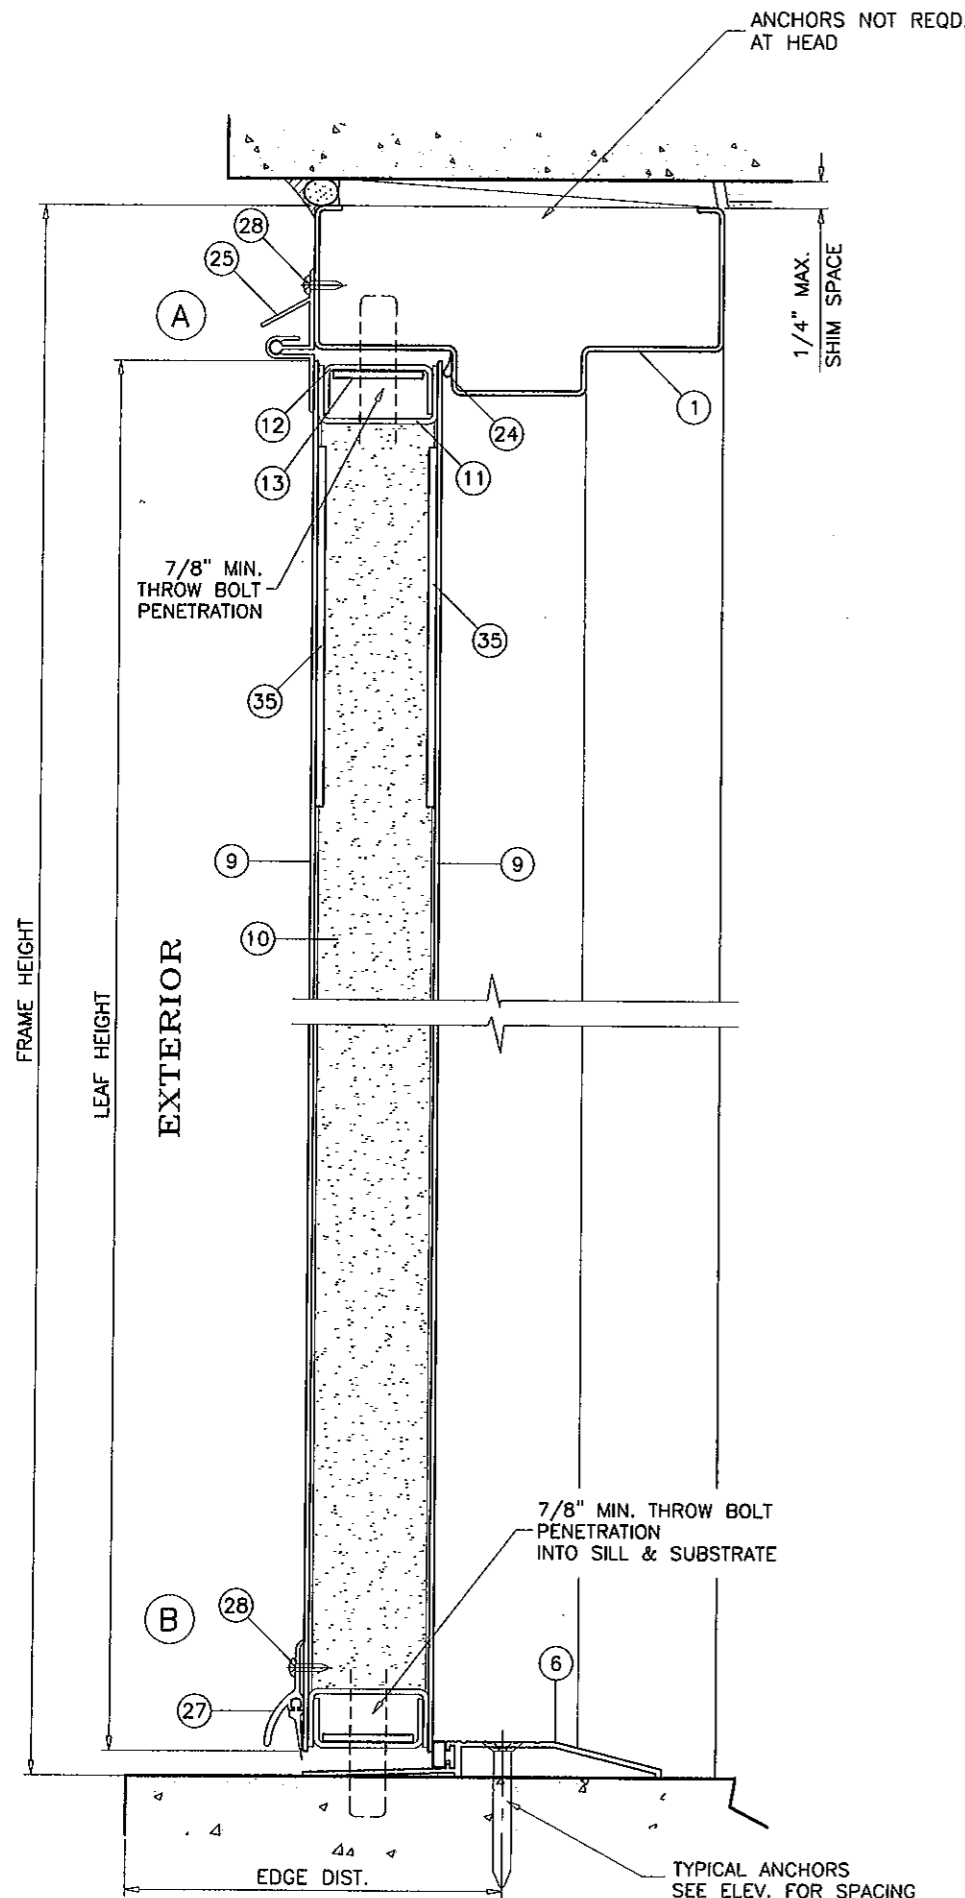 ANCHORS NOT REQD.
AT HEAD
28
25
A
1/4" MAX.
SHIM SPACE
12
13
24
11
1
7/8" MIN.
THROW BOLT
PENETRATION
35
35
9
9
10
FRAME HEIGHT
LEAF HEIGHT
EXTERIOR
7/8" MIN. THROW BOLT
PENETRATION
INTO SILL & SUBSTRATE
B
28
6
27
EDGE DIST.
TYPICAL ANCHORS
SEE ELEV. FOR SPACING